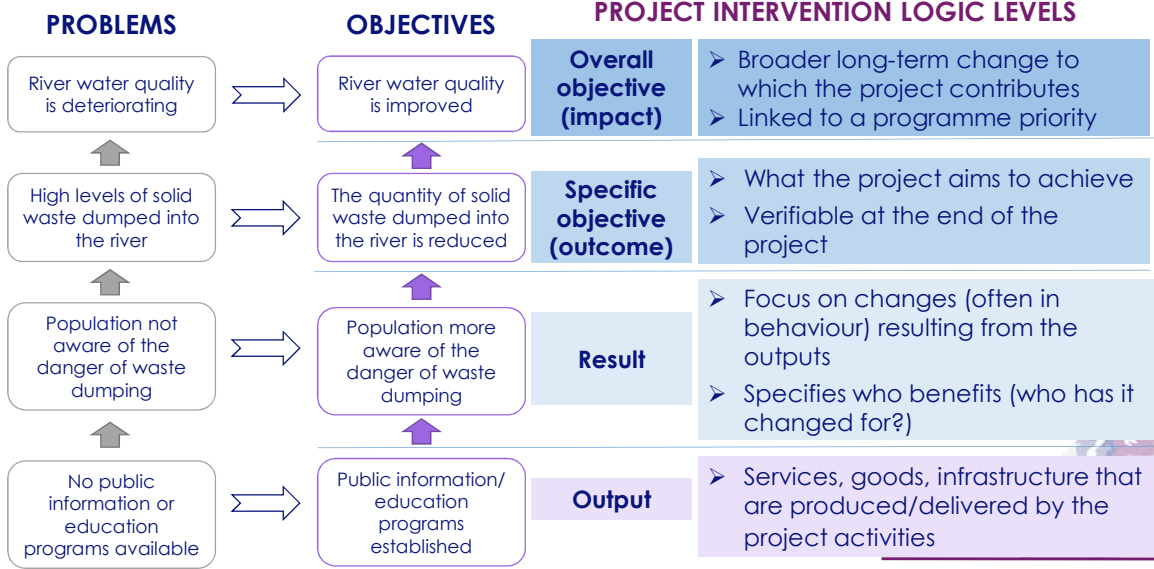 PROBLEMS
OBJECTIVES
PROJECT INTERVENTION LOGIC LEVELS
River water quality
is deteriorating
River water quality
is improved
Overall
objective
(impact)
➢ Broader long-term change to
which the project contributes
➢ Linked to a programme priority
High levels of solid
waste dumped into
the river
The quantity of solid
waste dumped into
the river is reduced
Specific
objective
(outcome)
➢ What the project aims to achieve
➢ Verifiable at the end of the
project
Population not
aware of the
danger of waste
dumping
Population more
aware of the
danger of waste
dumping
Result
➢ Focus on changes (often in
behaviour) resulting from the
outputs
➢ Specifies who benefits (who has it
changed for?)
No public
information or
education
programs available
Public information/
education
programs
established
Output
➢ Services, goods, infrastructure that
are produced/delivered by the
project activities